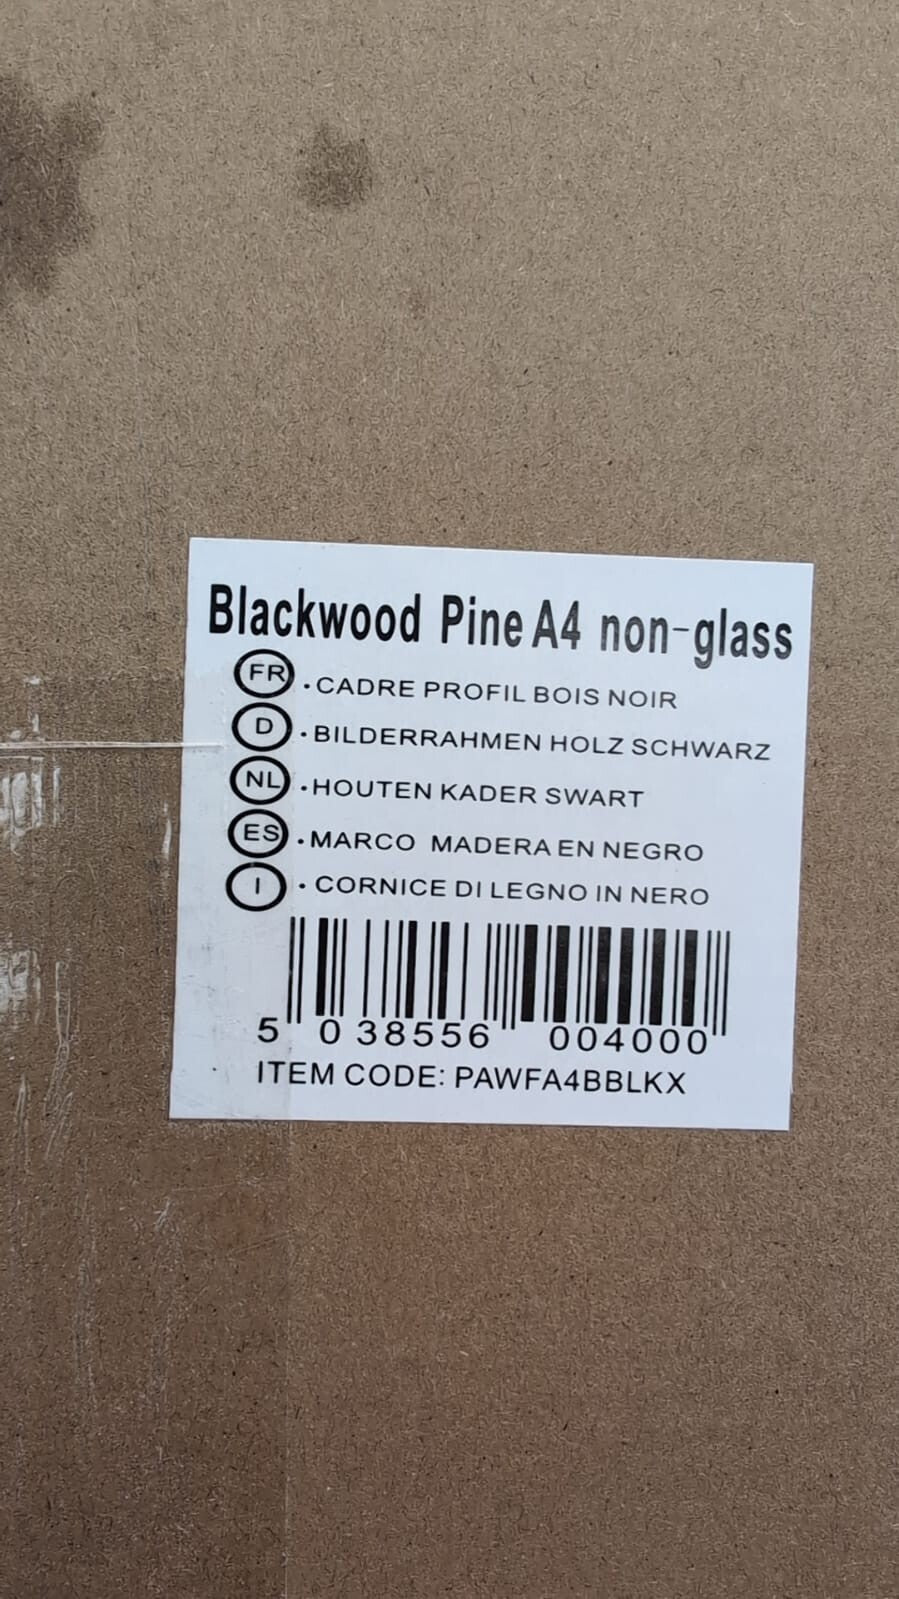 Blackwood Pine A4 non-glass
FR • CADRE PROFIL BOIS NOIR
D • BILDERRAHMEN HOLZ SCHWARZ
NL • HOUTEN KADER SWART
ES • MARCO MADERA EN NEGRO
I • CORNICE DI LEGNO IN NERO
5 038556 004000
ITEM CODE: PAWFA4BBLKX